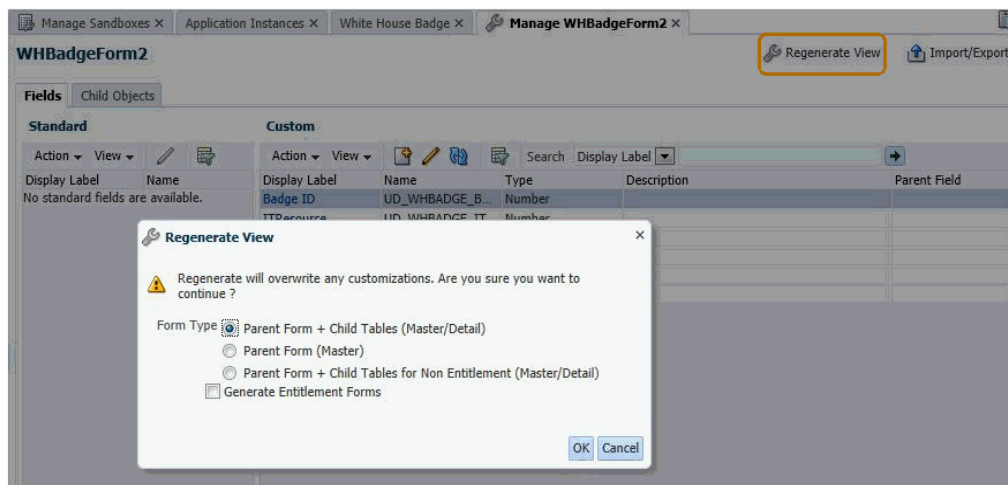 Manage Sandboxes × Application Instances × White House Badge × Manage WHBadgeForm2 ×
WHBadgeForm2
Regenerate View Import/Export
Fields Child Objects
Standard Custom
Action View Action View Search Display Label
Display Label Name Display Label Name Type Description Parent Field
No standard fields are available. Badge ID UD_WHBADGE_B... Number
ITResource UD_WHBADGE_IT Number
Regenerate View ×
Regenerate will overwrite any customizations. Are you sure you want to
continue ?
Form Type Parent Form + Child Tables (Master/Detail)
Parent Form (Master)
Parent Form + Child Tables for Non Entitlement (Master/Detail)
Generate Entitlement Forms
OK Cancel